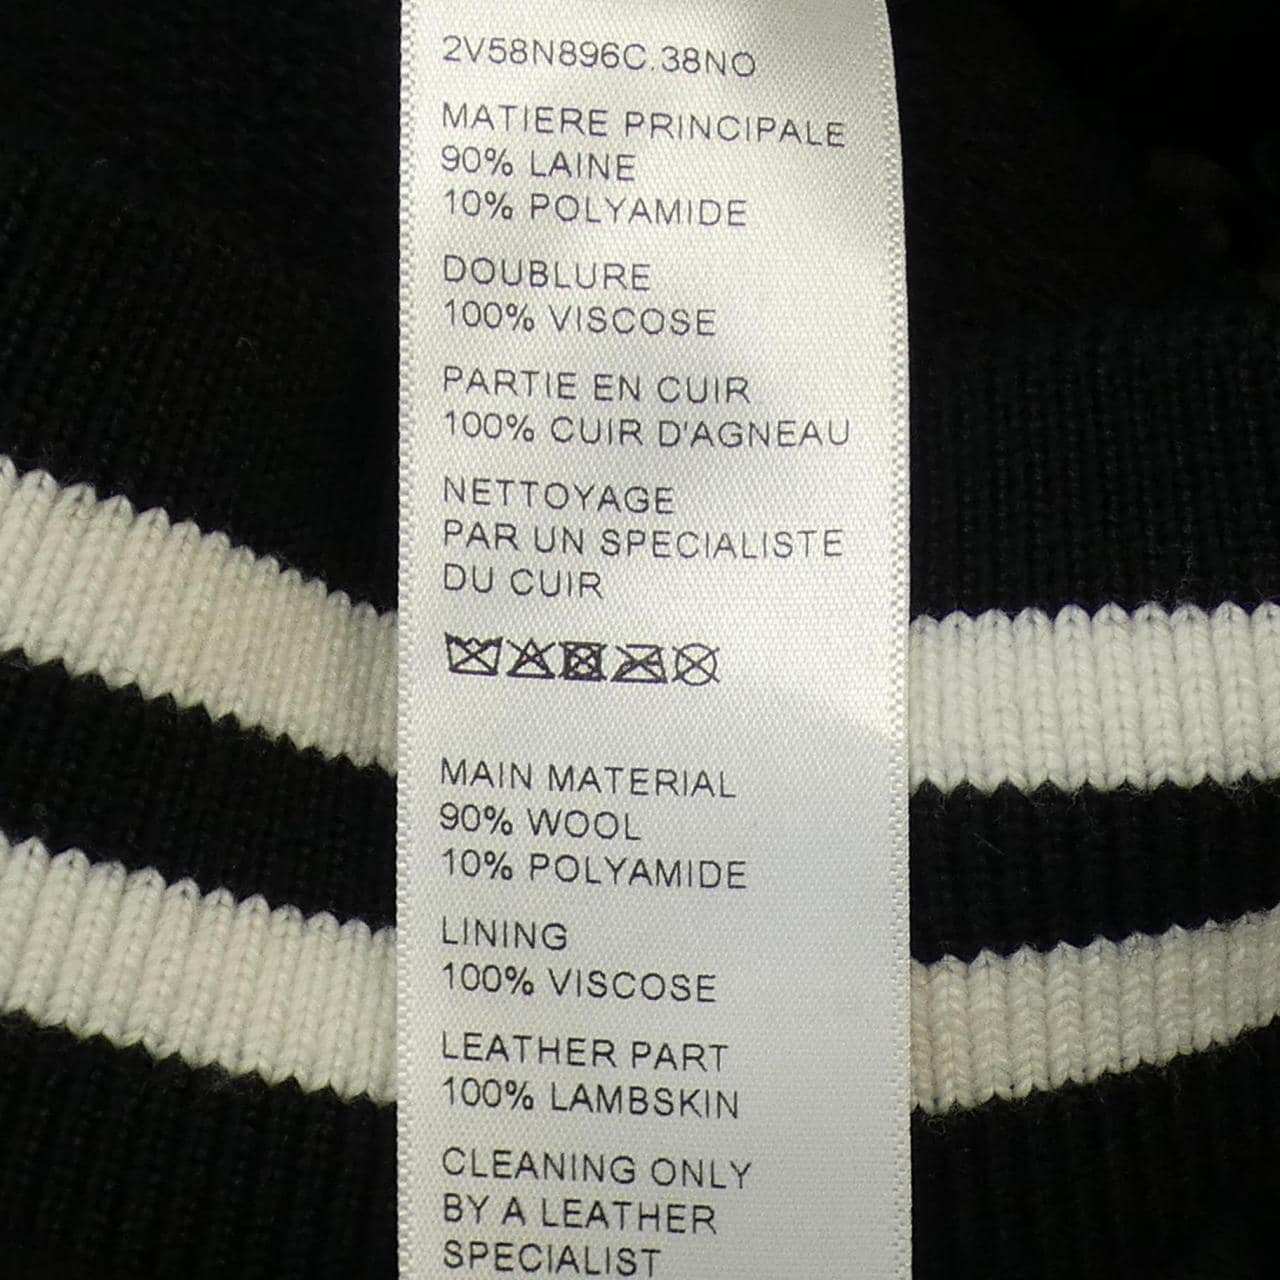 2V58N896C.38NO
MATIERE PRINCIPALE
90% LAINE
10% POLYAMIDE
DOUBLURE
100% VISCOSE
PARTIE EN CUIR
100% CUIR D'AGNEAU
NETTOYAGE
PAR UN SPECIALISTE
DU CUIR
MAIN MATERIAL
90% WOOL
10% POLYAMIDE
LINING
100% VISCOSE
LEATHER PART
100% LAMBSKIN
CLEANING ONLY
BY A LEATHER
SPECIALIST